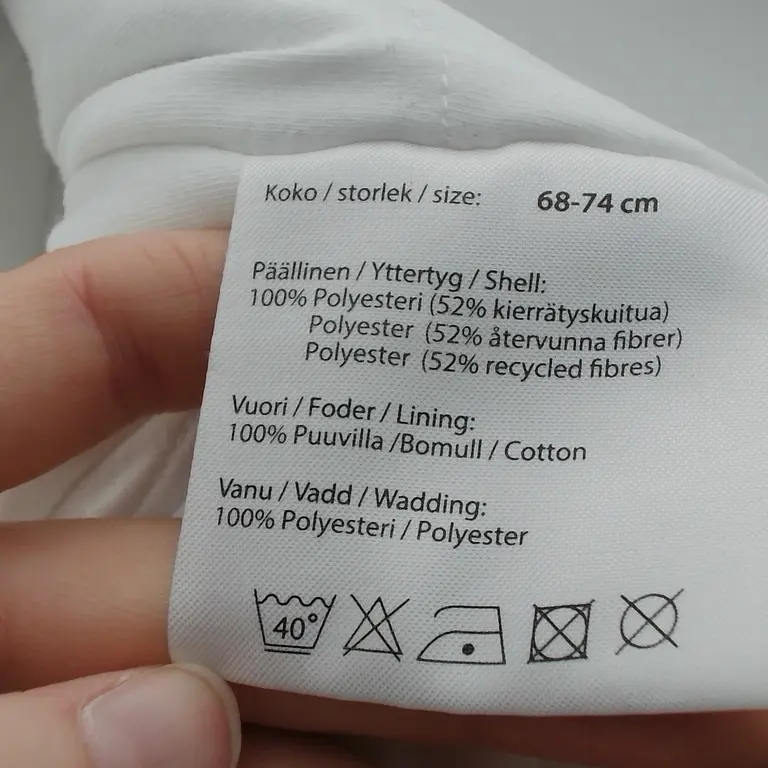 Koko / storlek / size: 68-74 cm
Päällinen / Yttertyg / Shell:
100% Polyesteri (52% kierrätyskuitua)
Polyester (52% återvunna fibrer)
Polyester (52% recycled fibres)
Vuori / Foder / Lining:
100% Puuvilla /Bomull / Cotton
Vanu / Vadd / Wadding:
100% Polyesteri / Polyester
40°